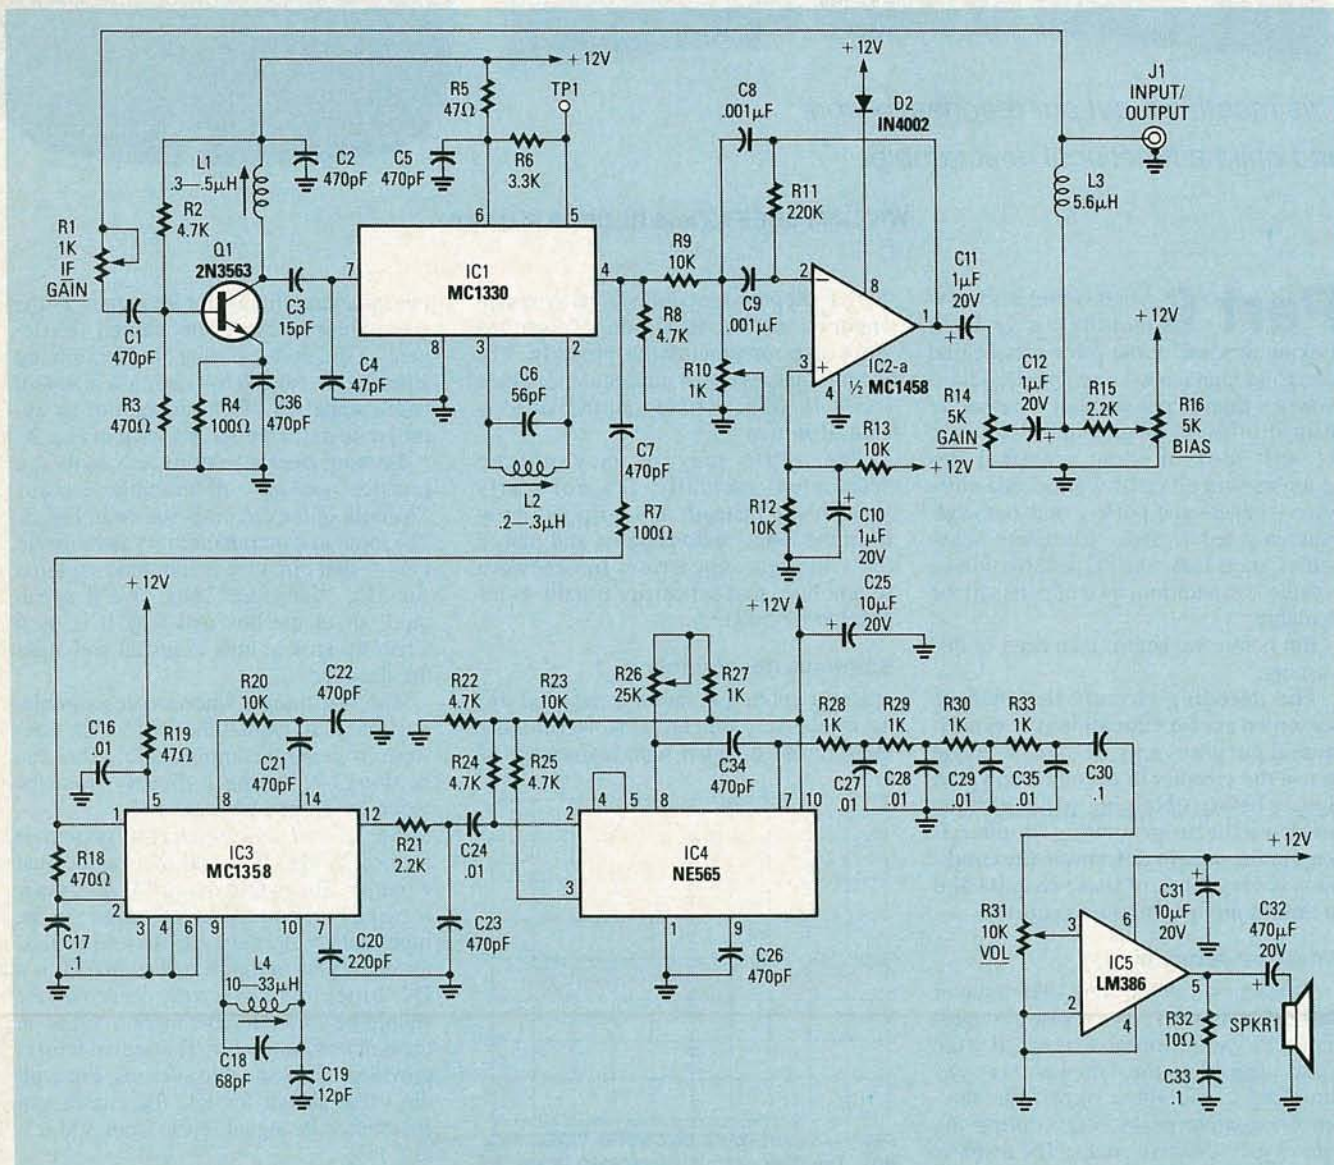 +12V
R5
47Ω
TP1
C5
470pF
R6
3.3K
C2
470pF
L1
.3—.5µH
R2
4.7K
R1
1K
IF
GAIN
Q1
2N3563
C1
470pF
C3
15pF
R3
470Ω
R4
100Ω
C36
470pF
C4
47pF
6
5
7
IC1
MC1330
4
8
3
2
C6
56pF
L2
.2—.3µH
R9
10K
R8
4.7K
C7
470pF
R7
100Ω
C8
.001µF
R11
220K
C9
.001µF
R10
1K
+12V
D2
IN4002
2
−
8
1
3
+
4
IC2-a
½ MC1458
R13
10K
+12V
R12
10K
+
C10
1µF
20V
C11
1µF
20V
+
R14
5K
GAIN
C12
1µF
20V
+
R15
2.2K
R16
5K
BIAS
L3
5.6µH
J1
INPUT/
OUTPUT
+12V
C16
.01
R19
47Ω
R20
10K
C22
470pF
C21
470pF
1
5
8
14
12
IC3
MC1358
2
3
4
6
9
10
7
R18
470Ω
C17
.1
L4
10—33µH
C18
68pF
C19
12pF
C20
220pF
R21
2.2K
C23
470pF
C24
.01
R22
4.7K
R23
10K
R24
4.7K
R25
4.7K
+12V
C25
10µF
20V
+
R26
25K
R27
1K
C34
470pF
2
4
5
8
7
10
IC4
NE565
3
1
9
C26
470pF
R28
1K
R29
1K
R30
1K
R33
1K
C27
.01
C28
.01
C29
.01
C35
.01
C30
.1
+12V
+
C31
10µF
20V
R31
10K
VOL
3
6
IC5
LM386
2
4
5
C32
470µF
20V
+
R32
10Ω
C33
.1
SPKR1